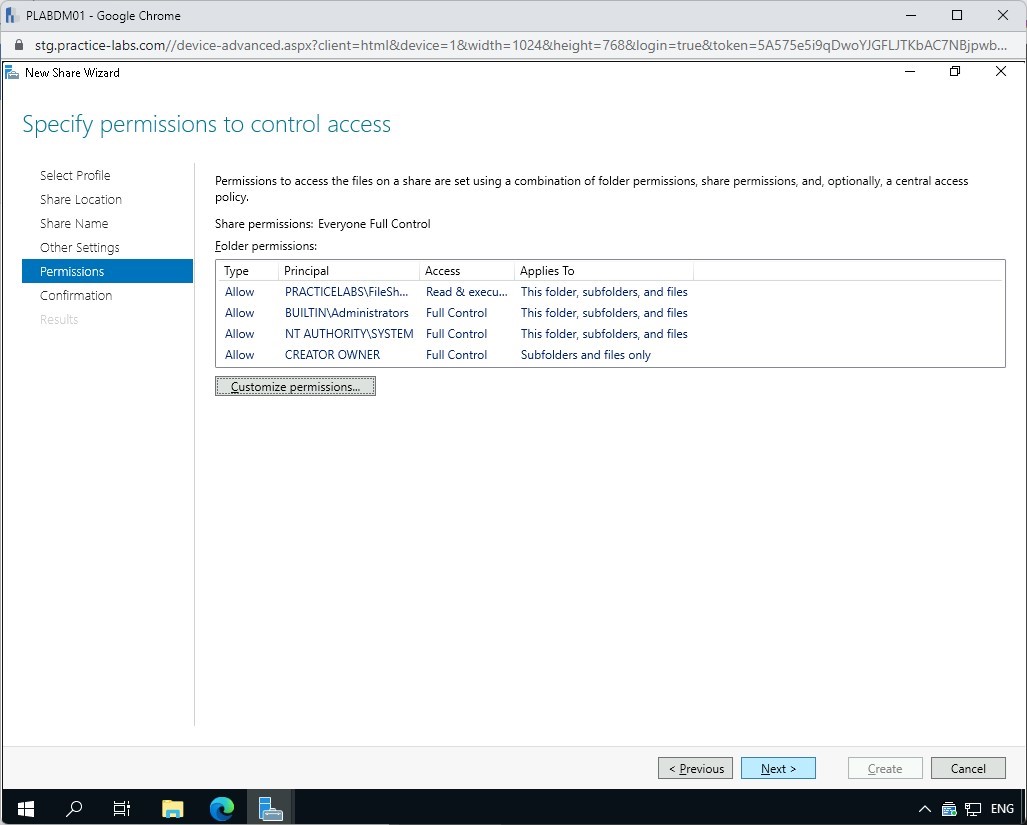 PLABDM01 - Google Chrome
stg.practice-labs.com//device-advanced.aspx?client=html&device=1&width=1024&height=768&login=true&token=5A575e5i9qDwoYJGFLJTKbAC7NBjpwb...
New Share Wizard
Specify permissions to control access
Select Profile
Share Location
Share Name
Other Settings
Permissions
Confirmation
Results
Permissions to access the files on a share are set using a combination of folder permissions, share permissions, and, optionally, a central access
policy.
Share permissions: Everyone Full Control
Folder permissions:
Type Principal Access Applies To
Allow PRACTICELABS\FileSh... Read & execu... This folder, subfolders, and files
Allow BUILTIN\Administrators Full Control This folder, subfolders, and files
Allow NT AUTHORITY\SYSTEM Full Control This folder, subfolders, and files
Allow CREATOR OWNER Full Control Subfolders and files only
Customize permissions...
< Previous Next > Create Cancel
ENG